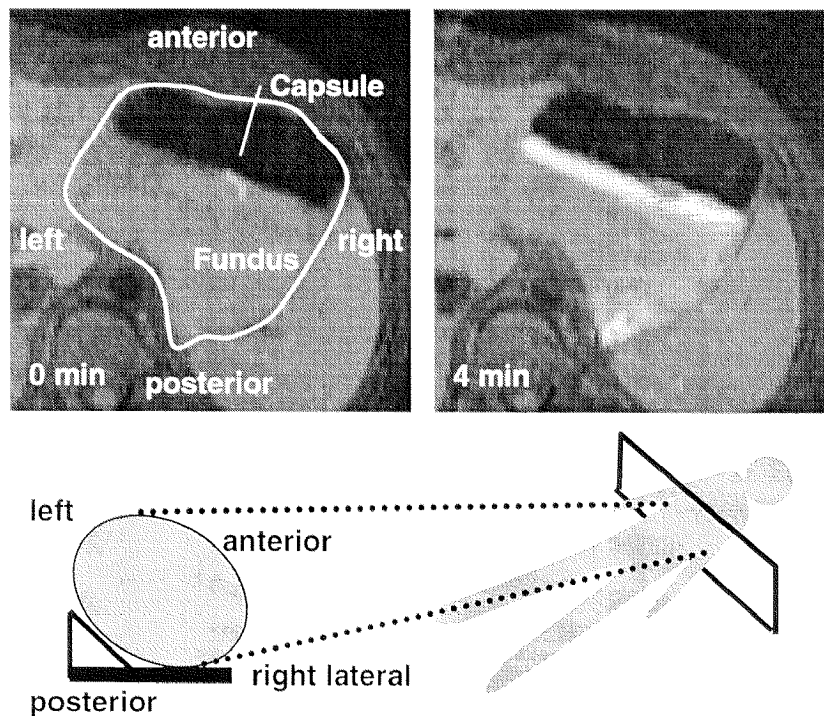 anterior
Capsule
left
right
Fundus
0 min
posterior
4 min
left
anterior
right lateral
posterior